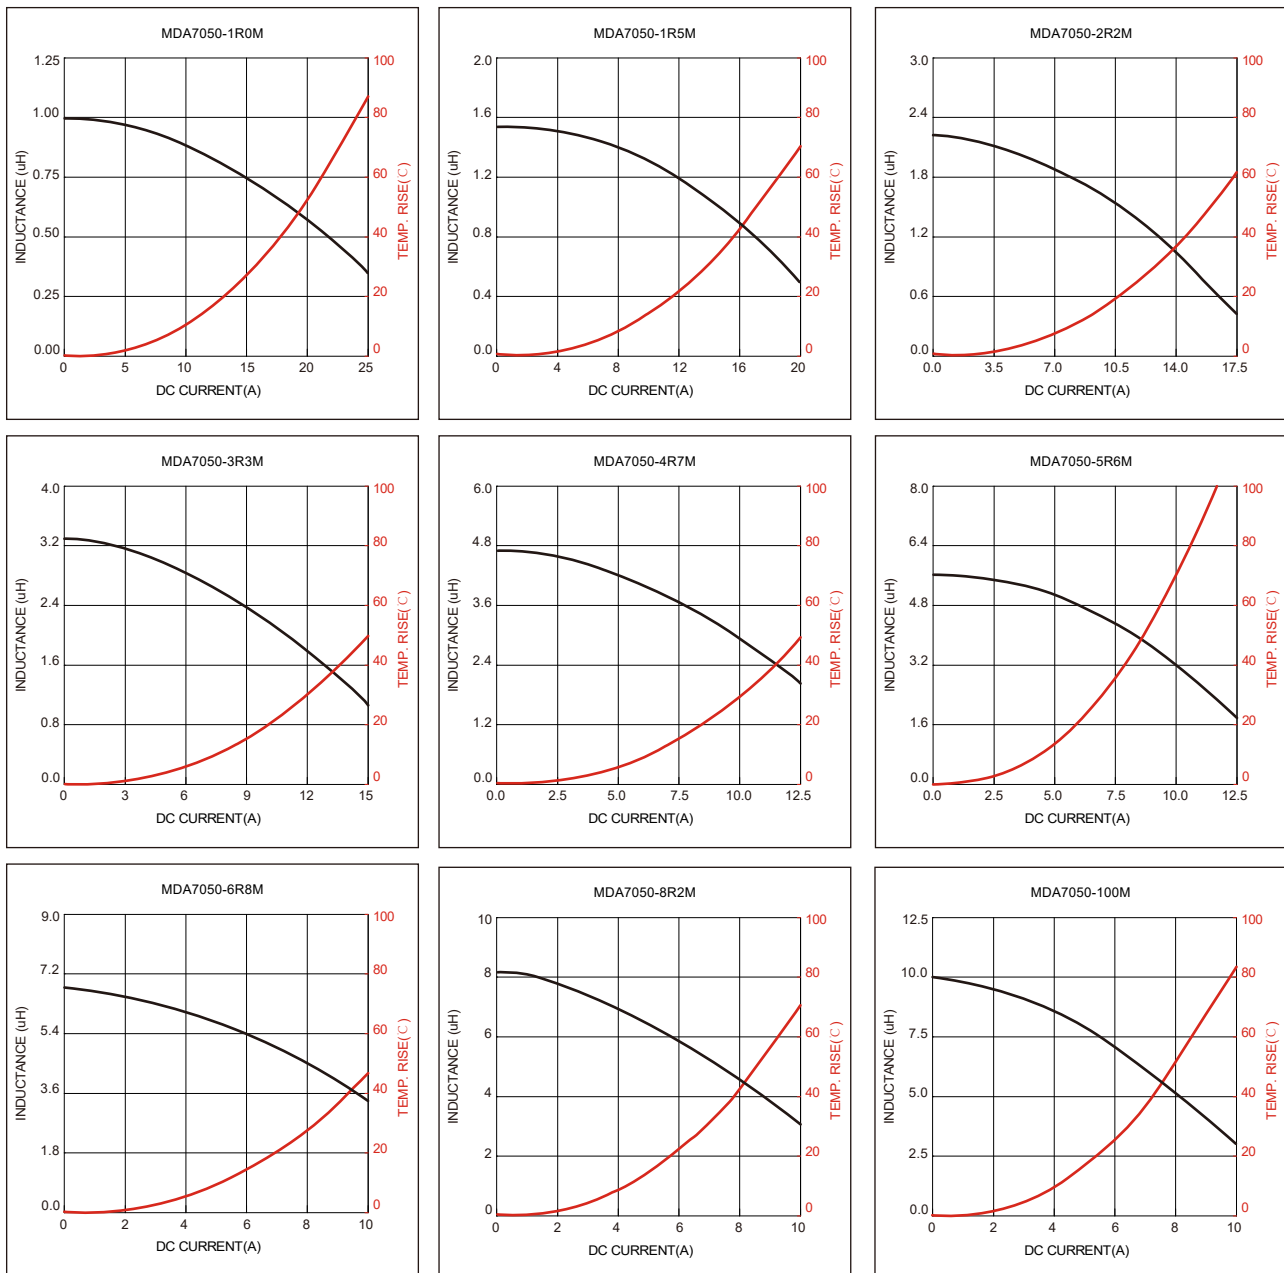 MDA7050-1R0M
INDUCTANCE (uH)
1.25
1.00
0.75
0.50
0.25
0.00
100
80
60
40
20
0
TEMP. RISE(℃)
0 5 10 15 20 25
DC CURRENT(A)
MDA7050-1R5M
INDUCTANCE (uH)
2.0
1.6
1.2
0.8
0.4
0.0
100
80
60
40
20
0
TEMP. RISE(℃)
0 4 8 12 16 20
DC CURRENT(A)
MDA7050-2R2M
INDUCTANCE (uH)
3.0
2.4
1.8
1.2
0.6
0.0
100
80
60
40
20
0
TEMP. RISE(℃)
0.0 3.5 7.0 10.5 14.0 17.5
DC CURRENT(A)
MDA7050-3R3M
INDUCTANCE (uH)
4.0
3.2
2.4
1.6
0.8
0.0
100
80
60
40
20
0
TEMP. RISE(℃)
0 3 6 9 12 15
DC CURRENT(A)
MDA7050-4R7M
INDUCTANCE (uH)
6.0
4.8
3.6
2.4
1.2
0.0
100
80
60
40
20
0
TEMP. RISE(℃)
0.0 2.5 5.0 7.5 10.0 12.5
DC CURRENT(A)
MDA7050-5R6M
INDUCTANCE (uH)
8.0
6.4
4.8
3.2
1.6
0.0
100
80
60
40
20
0
TEMP. RISE(℃)
0.0 2.5 5.0 7.5 10.0 12.5
DC CURRENT(A)
MDA7050-6R8M
INDUCTANCE (uH)
9.0
7.2
5.4
3.6
1.8
0.0
100
80
60
40
20
0
TEMP. RISE(℃)
0 2 4 6 8 10
DC CURRENT(A)
MDA7050-8R2M
INDUCTANCE (uH)
10
8
6
4
2
0
100
80
60
40
20
0
TEMP. RISE(℃)
0 2 4 6 8 10
DC CURRENT(A)
MDA7050-100M
INDUCTANCE (uH)
12.5
10.0
7.5
5.0
2.5
0.0
100
80
60
40
20
0
TEMP. RISE(℃)
0 2 4 6 8 10
DC CURRENT(A)